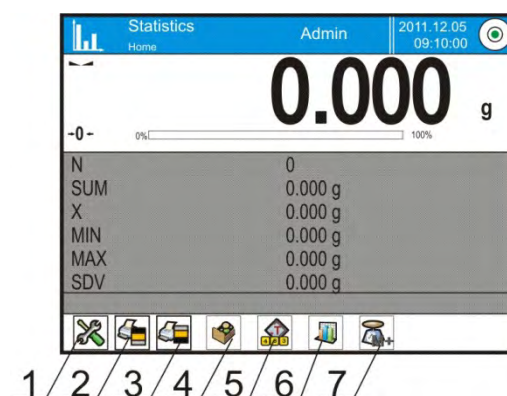 Statistics
Home
Admin
2011.12.05
09:10:00
0.000 g
-0-
0% 100%
N 0
SUM 0.000 g
X 0.000 g
MIN 0.000 g
MAX 0.000 g
SDV 0.000 g
1 2 3 4 5 6 7